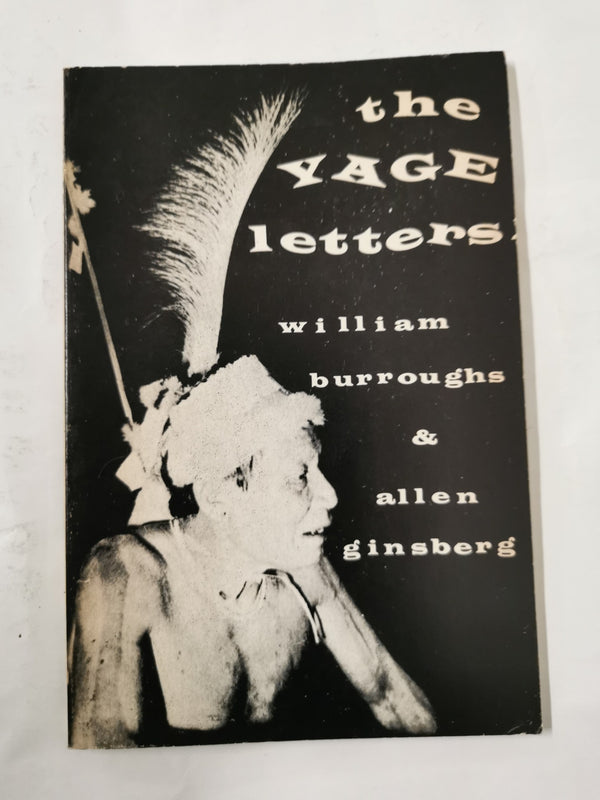 the
YAGE
letters
william
burroughs
&
allen
ginsberg